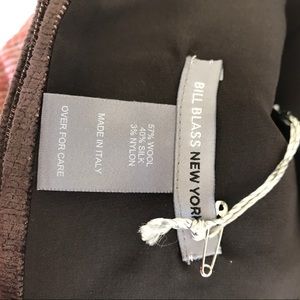 BILL BLASS NEW YORK
57% WOOL
40% SILK
3% NYLON
MADE IN ITALY
OVER FOR CARE